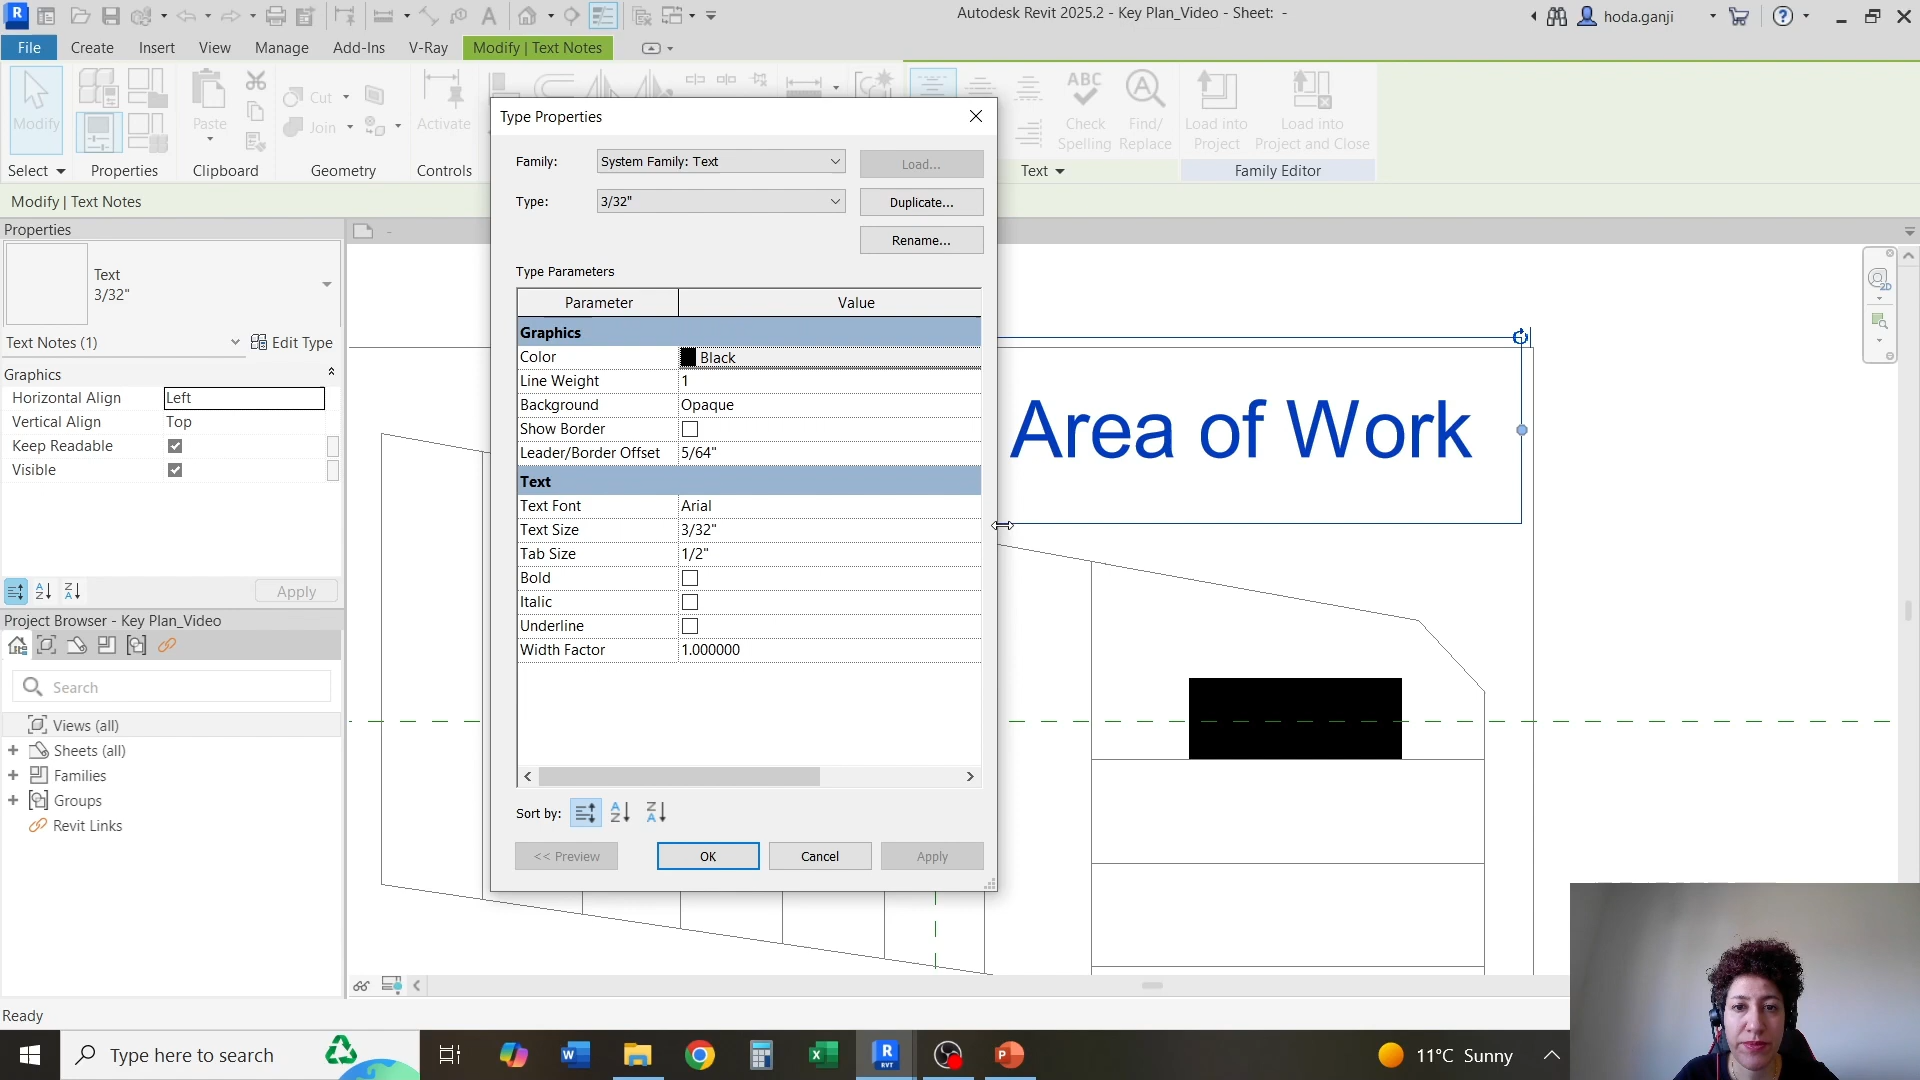 Autodesk Revit 2025.2 - Key Plan_Video - Sheet:  -
hoda.ganji
File Create Insert View Manage Add-Ins V-Ray Modify | Text Notes
Modify
Paste
Cut
Join
Activate
ABC
Check Spelling
Find/ Replace
Load into Project
Load into Project and Close
Select Properties Clipboard Geometry Controls Text Family Editor
Modify | Text Notes
Properties
Text
3/32"
Text Notes (1) Edit Type
Graphics
Horizontal Align Left
Vertical Align Top
Keep Readable
Visible
Apply
Project Browser - Key Plan_Video
Search
Views (all)
Sheets (all)
Families
Groups
Revit Links
Ready
Type Properties
Family: System Family: Text Load...
Type: 3/32" Duplicate...
Rename...
Type Parameters
Parameter Value
Graphics
Color Black
Line Weight 1
Background Opaque
Show Border
Leader/Border Offset 5/64"
Text
Text Font Arial
Text Size 3/32"
Tab Size 1/2"
Bold
Italic
Underline
Width Factor 1.000000
Sort by:
<< Preview OK Cancel Apply
Area of Work
2D
Type here to search
11°C Sunny